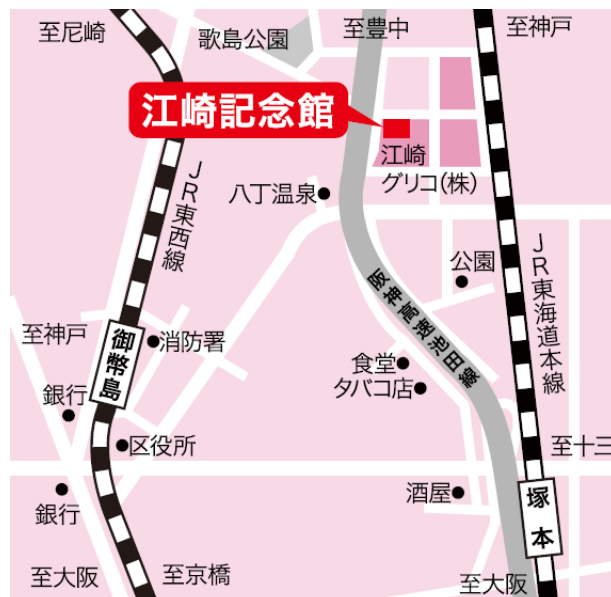 至尼崎
歌島公園
至豊中
至神戸
江崎記念館
江崎
グリコ(株)
JR東西線
八丁温泉
公園
JR東海道本線
阪神高速池田線
至神戸
御幣島
消防署
食堂
タバコ店
銀行
区役所
至十三
銀行
酒屋
塚本
至大阪
至京橋
至大阪